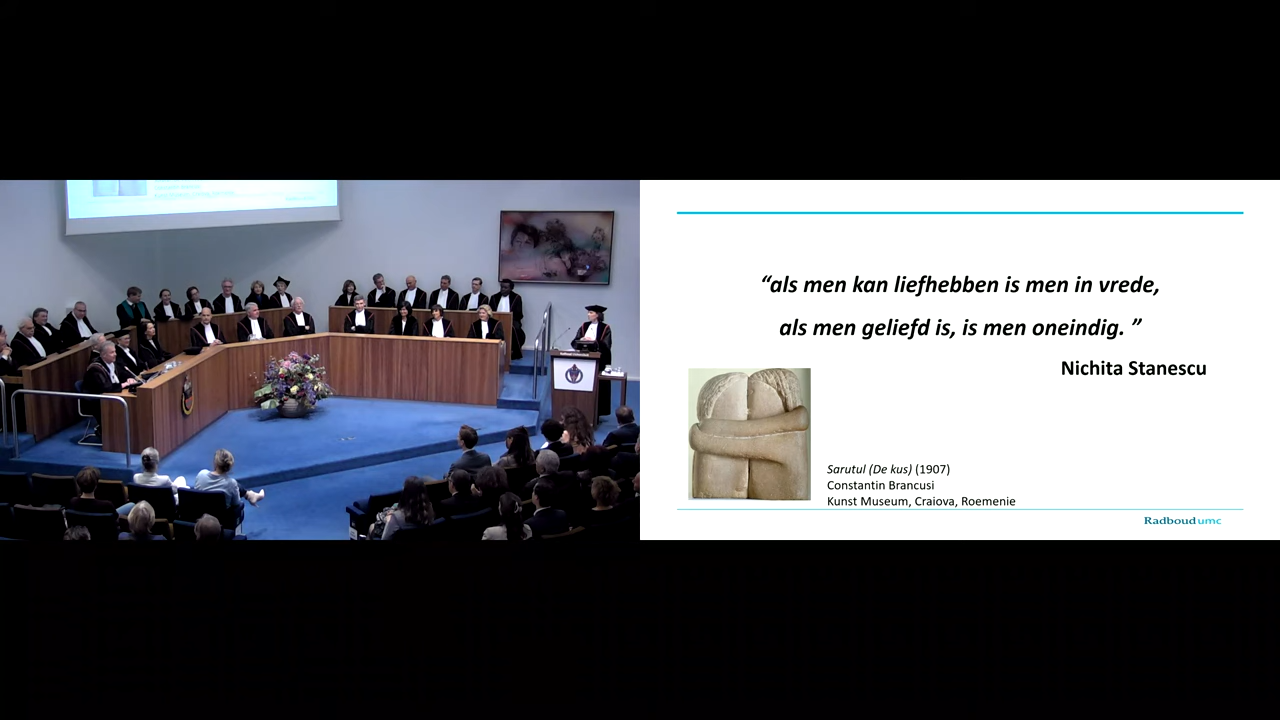 “als men kan liefhebben is men in vrede,
als men geliefd is, is men oneindig. ”
Nichita Stanescu
Sarutul (De kus) (1907)
Constantin Brancusi
Kunst Museum, Craiova, Roemenie
Radboudumc